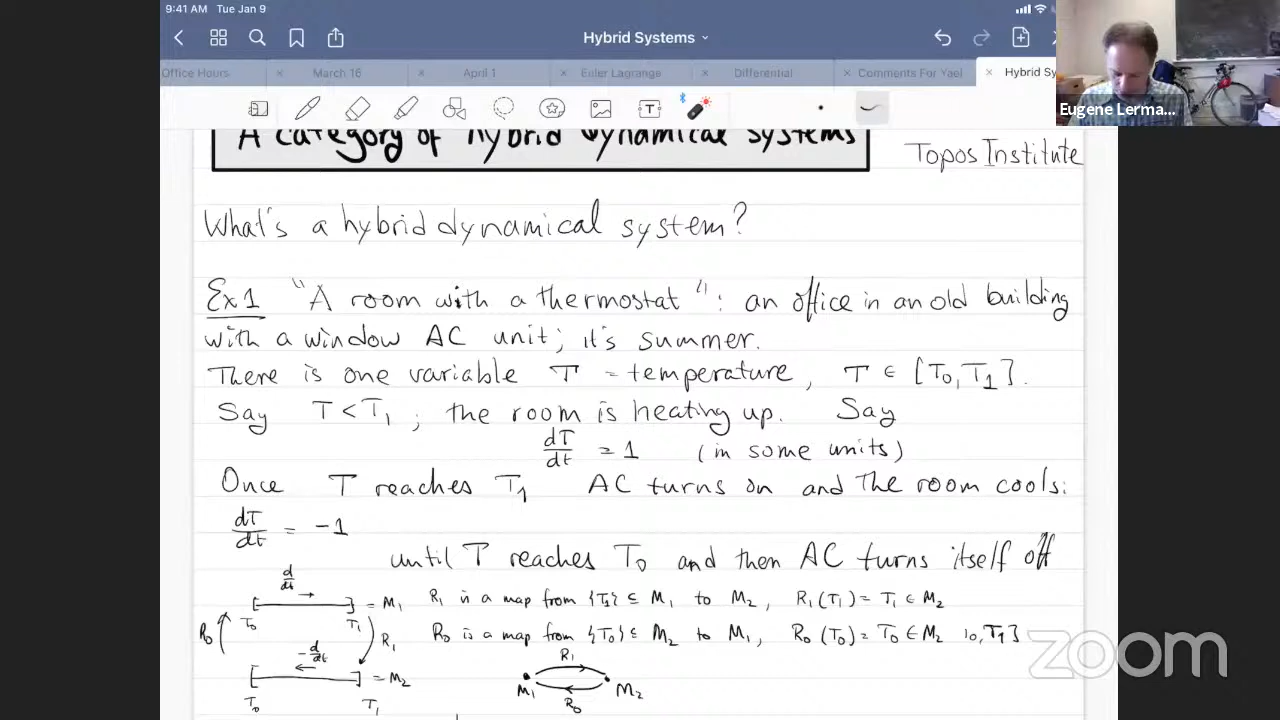 9:41 AM Tue Jan 9
Hybrid Systems
Office Hours
March 16
April 1
Euler Lagrange
Differential
Comments For Yael
Hybrid Sy
Eugene Lerma...
A category of hybrid dynamical systems
Topos Institute
What's a hybrid dynamical system?
Ex1 "A room with a thermostat": an office in an old building
with a window AC unit; it's summer.
There is one variable T = temperature, T ∈ [T₀,T₁].
Say T < T₁, the room is heating up. Say
dT/dt = 1 (in some units)
Once T reaches T₁ AC turns on and the room cools:
dT/dt = -1
until T reaches T₀ and then AC turns itself off
d/dt →
T₀ T₁ = M₁ R₁ is a map from {T₁} ⊆ M₁ to M₂, R₁(T₁) = T₁ ∈ M₂
R₀ R₁ R₀ is a map from {T₀} ⊆ M₂ to M₁, R₀(T₀) = T₀ ∈ M₂ [0,T₁]
-d/dt ←
T₀ T₁ = M₂
R₁
M₁ M₂
R₀
zoom